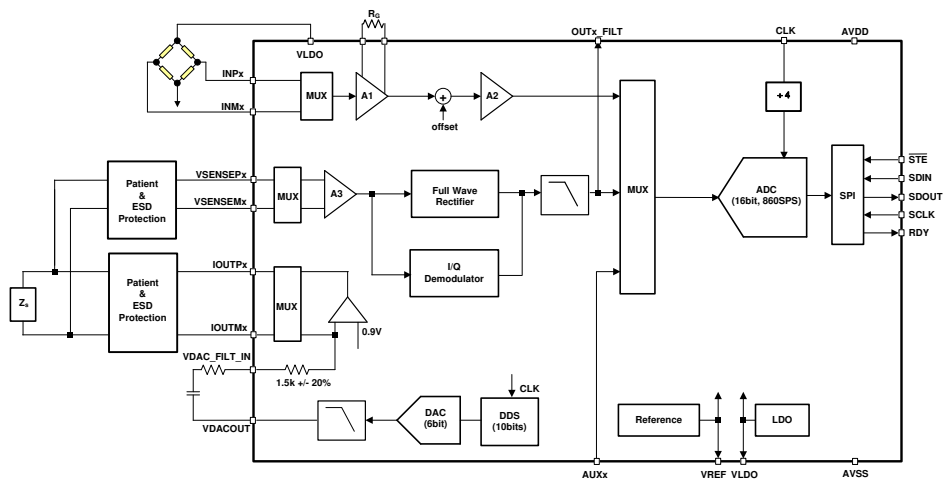 RG
OUTx_FILT
CLK
AVDD
VLDO
INPx
INMx
MUX
A1
+
offset
A2
÷ 4
Patient
&
ESD
Protection
VSENSEPx
VSENSEMx
MUX
A3
Full Wave
Rectifier
I/Q
Demodulator
MUX
ADC
(16bit, 860SPS)
SPI
STE
SDIN
SDOUT
SCLK
RDY
Zx
Patient
&
ESD
Protection
IOUTPx
IOUTMx
MUX
0.9V
VDAC_FILT_IN
1.5k +/- 20%
VDACOUT
DAC
(6bit)
CLK
DDS
(10bits)
Reference
LDO
AUXx
VREF
VLDO
AVSS